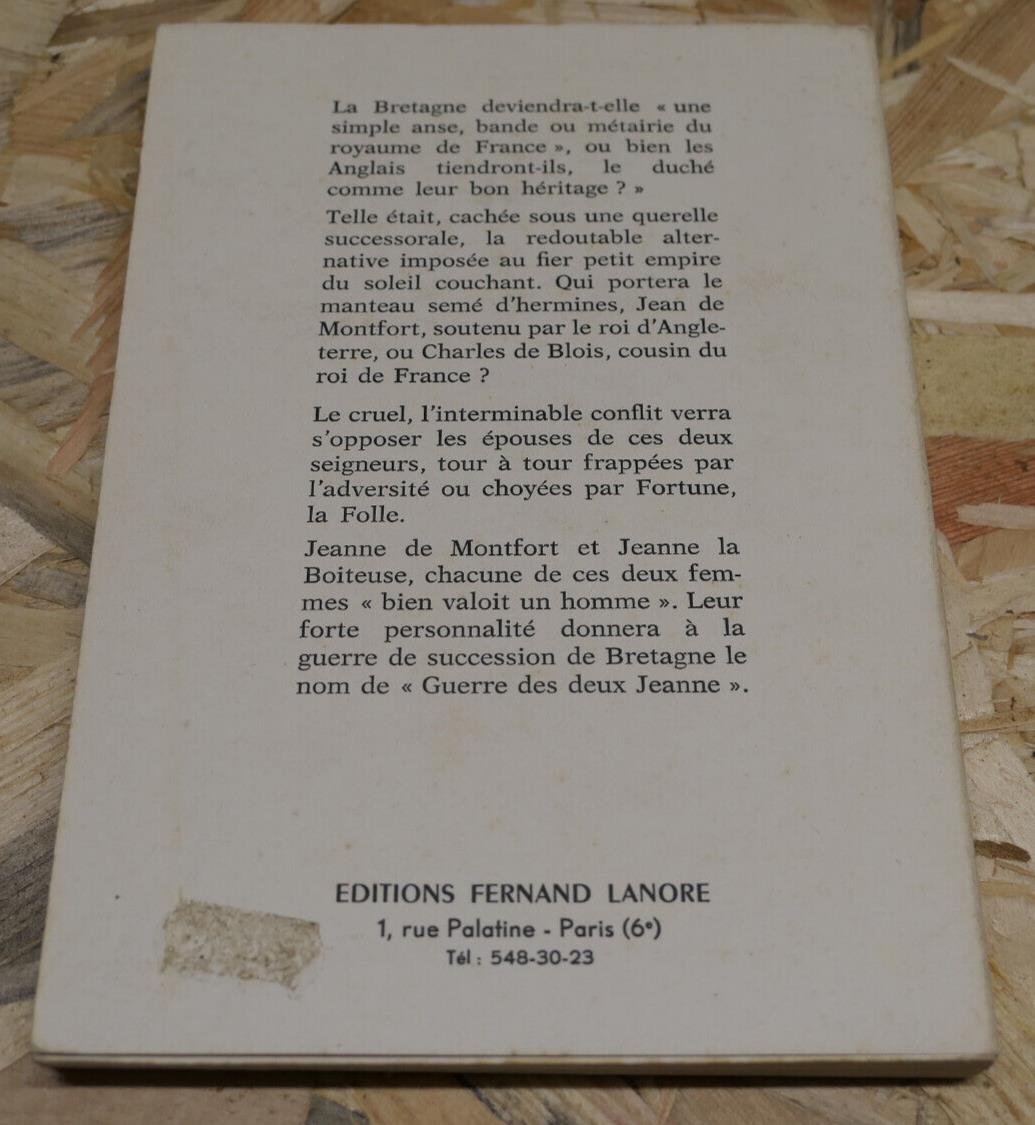 La Bretagne deviendra-t-elle « une
simple anse, bande ou métairie du
royaume de France », ou bien les
Anglais tiendront-ils, le duché
comme leur bon héritage ? »
Telle était, cachée sous une querelle
successorale, la redoutable alter-
native imposée au fier petit empire
du soleil couchant. Qui portera le
manteau semé d'hermines, Jean de
Montfort, soutenu par le roi d'Angle-
terre, ou Charles de Blois, cousin du
roi de France ?
Le cruel, l'interminable conflit verra
s'opposer les épouses de ces deux
seigneurs, tour à tour frappées par
l'adversité ou choyées par Fortune,
la Folle.
Jeanne de Montfort et Jeanne la
Boiteuse, chacune de ces deux fem-
mes « bien valoit un homme ». Leur
forte personnalité donnera à la
guerre de succession de Bretagne le
nom de « Guerre des deux Jeanne ».
EDITIONS FERNAND LANORE
1, rue Palatine - Paris (6e)
Tél : 548-30-23